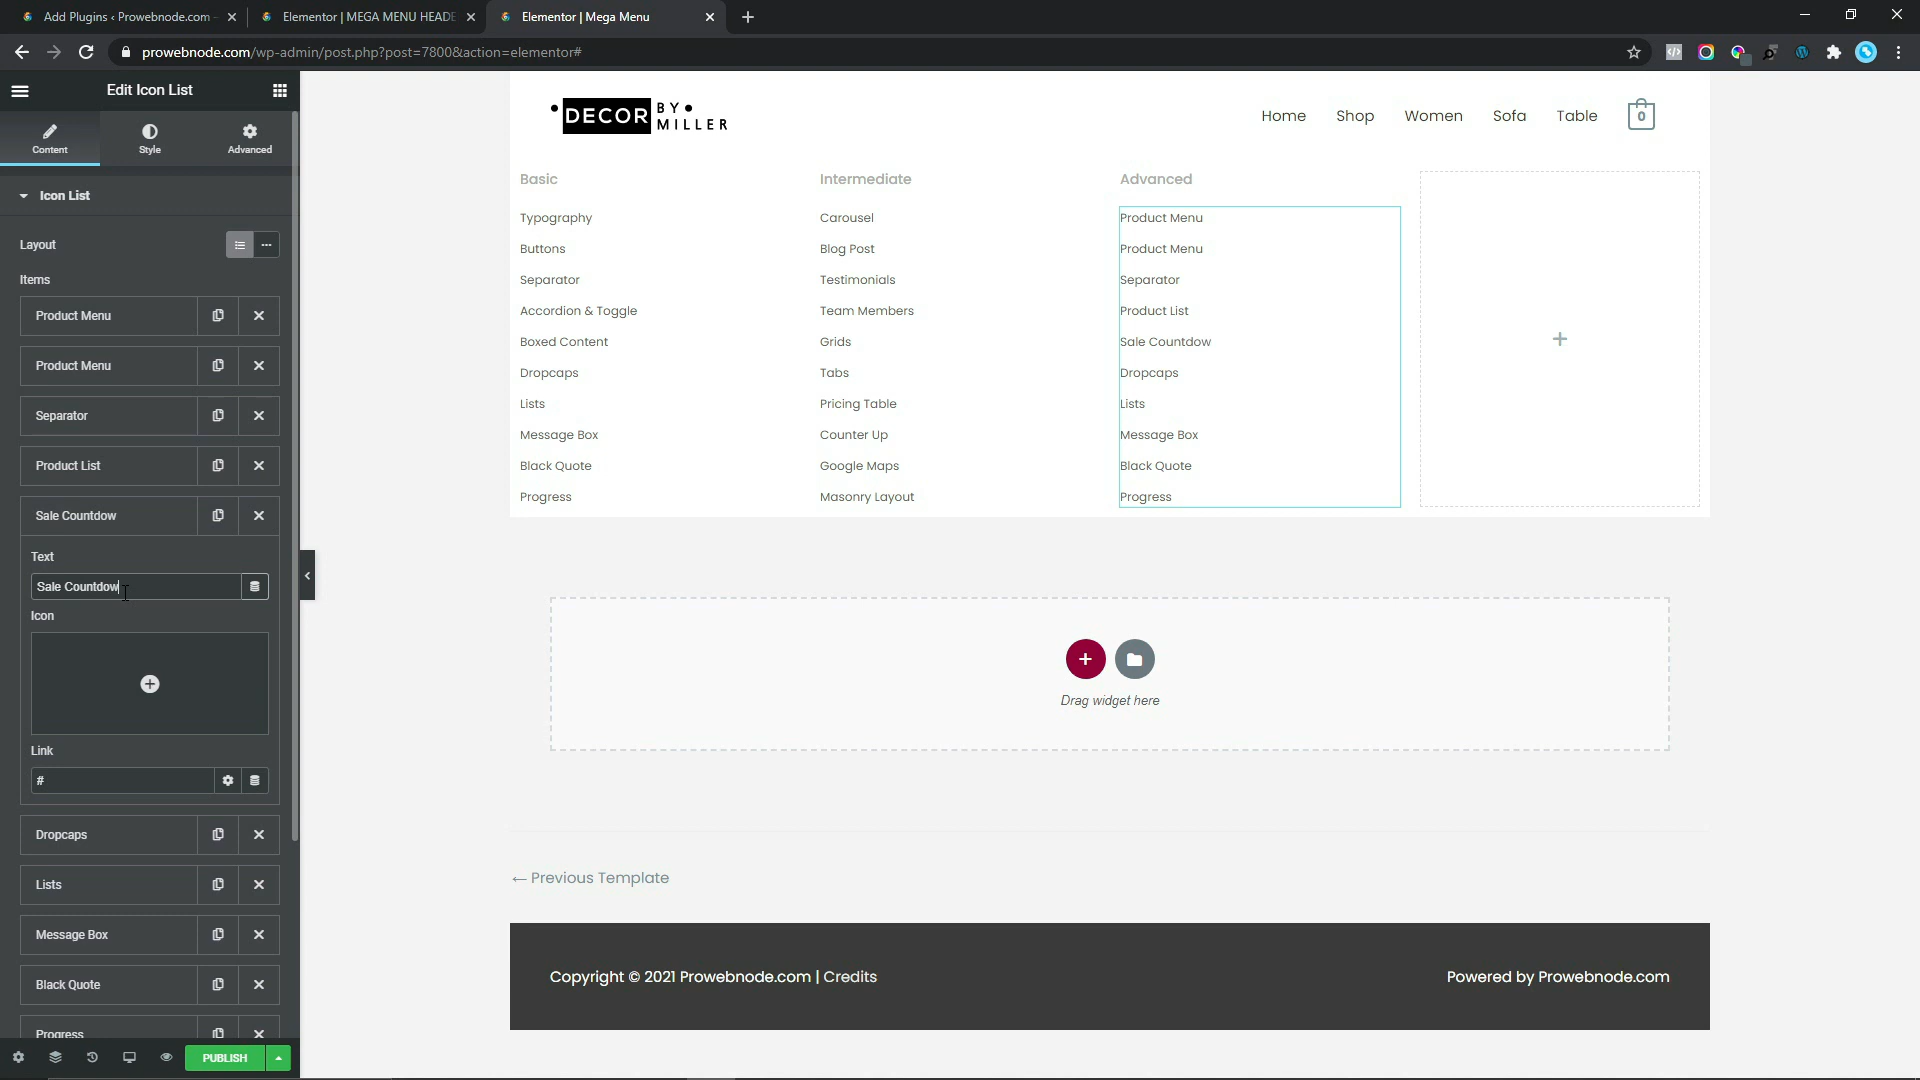 Add Plugins ‹ Prowebnode.com -
Elementor | MEGA MENU HEADE
Elementor | Mega Menu
prowebnode.com/wp-admin/post.php?post=7800&action=elementor#
Edit Icon List
Content
Style
Advanced
Icon List
Layout
Items
Product Menu
Product Menu
Separator
Product List
Sale Countdow
Text
Sale Countdow
Icon
Link
#
Dropcaps
Lists
Message Box
Black Quote
Progress
PUBLISH
DECOR BY MILLER
Home
Shop
Women
Sofa
Table
0
Basic
Typography
Buttons
Separator
Accordion & Toggle
Boxed Content
Dropcaps
Lists
Message Box
Black Quote
Progress
Intermediate
Carousel
Blog Post
Testimonials
Team Members
Grids
Tabs
Pricing Table
Counter Up
Google Maps
Masonry Layout
Advanced
Product Menu
Product Menu
Separator
Product List
Sale Countdow
Dropcaps
Lists
Message Box
Black Quote
Progress
Drag widget here
← Previous Template
Copyright © 2021 Prowebnode.com | Credits
Powered by Prowebnode.com